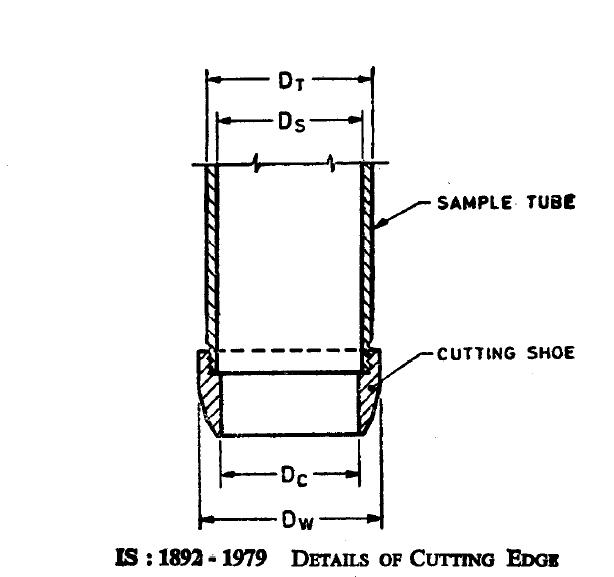 DT
DS
SAMPLE TUBE
CUTTING SHOE
DC
DW
IS : 1892 - 1979 DETAILS OF CUTTING EDGE